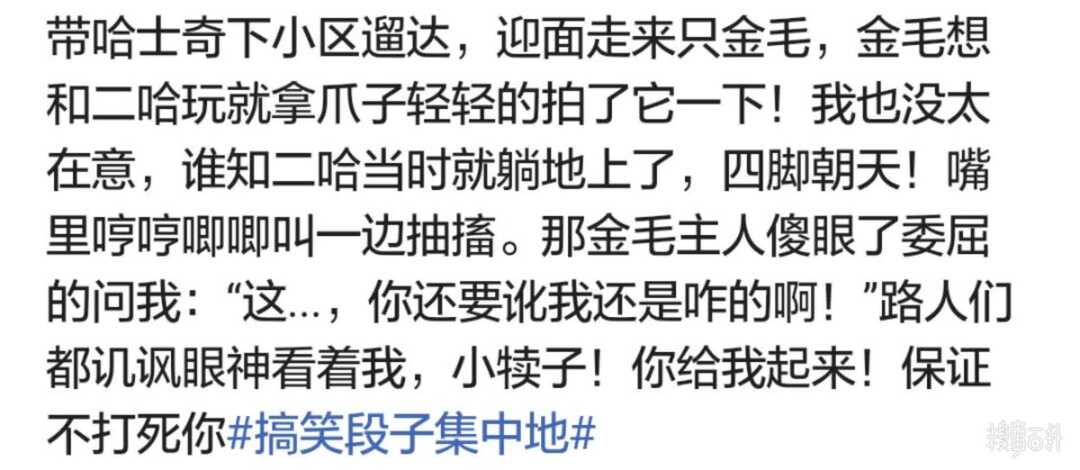 带哈士奇下小区遛达，迎面走来只金毛，金毛想
和二哈玩就拿爪子轻轻的拍了它一下！我也没太
在意，谁知二哈当时就躺地上了，四脚朝天！嘴
里哼哼唧唧叫一边抽搐。那金毛主人傻眼了委屈
的问我：“这...，你还要讹我还是咋的啊！”路人们
都讥讽眼神看着我，小犊子！你给我起来！保证
不打死你#搞笑段子集中地#